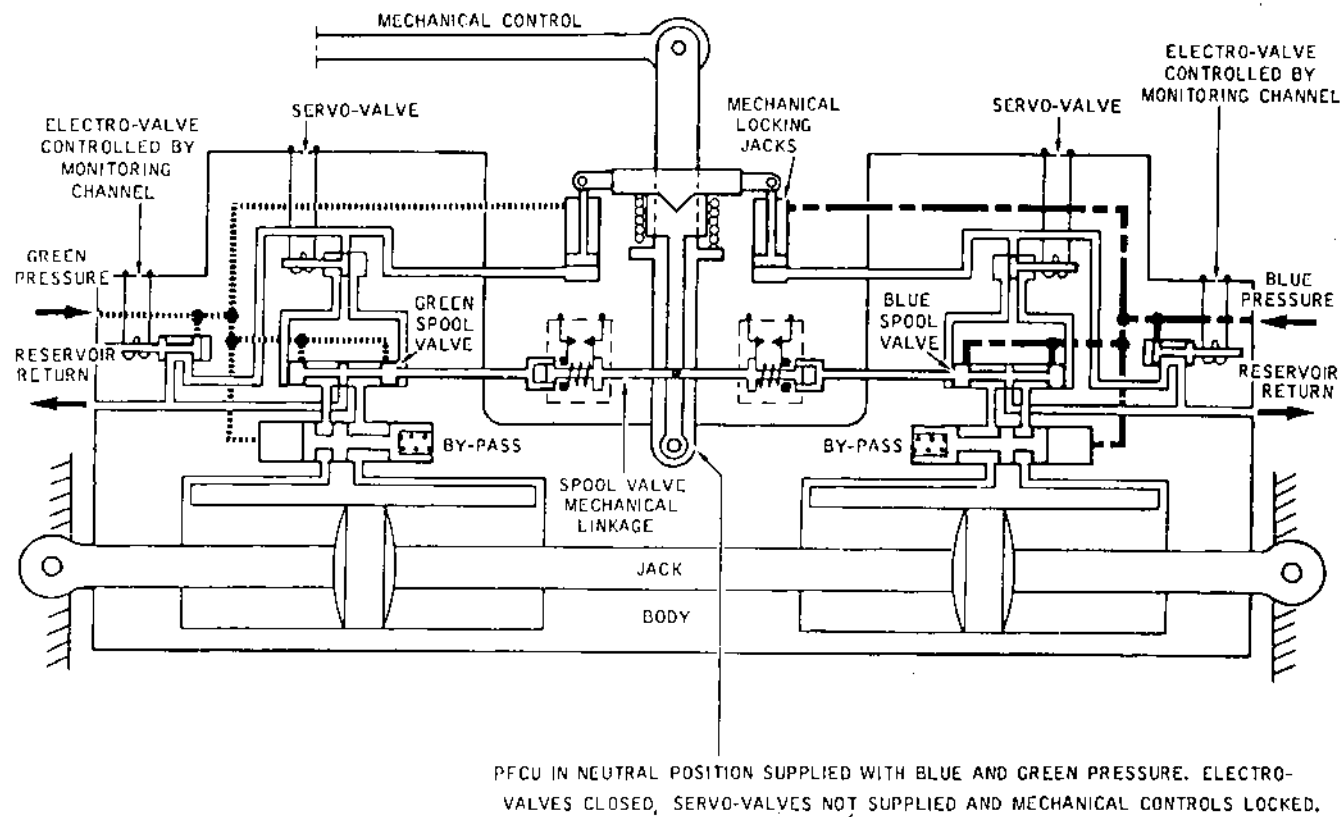 MECHANICAL CONTROL
ELECTRO-VALVE
CONTROLLED BY
MONITORING CHANNEL
SERVO-VALVE
SERVO-VALVE
MECHANICAL
LOCKING
JACKS
ELECTRO-VALVE
CONTROLLED BY
MONITORING
CHANNEL
GREEN
PRESSURE
GREEN
SPOOL
VALVE
BLUE
SPOOL
VALVE
BLUE
PRESSURE
RESERVOIR
RETURN
RESERVOIR
RETURN
BY-PASS
BY-PASS
SPOOL VALVE
MECHANICAL
LINKAGE
JACK
BODY
PFCU IN NEUTRAL POSITION SUPPLIED WITH BLUE AND GREEN PRESSURE. ELECTRO-
VALVES CLOSED, SERVO-VALVES NOT SUPPLIED AND MECHANICAL CONTROLS LOCKED.